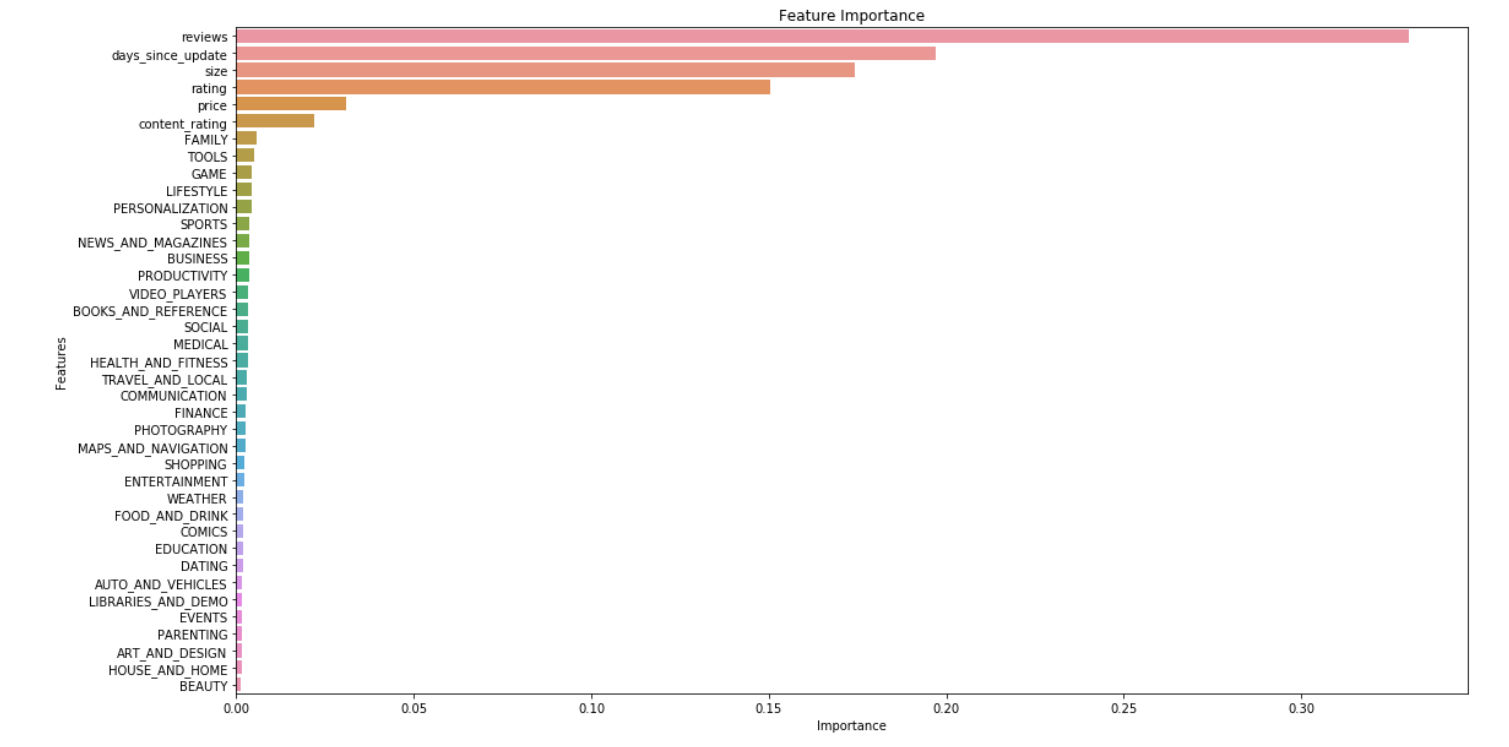 Feature Importance
reviews
days_since_update
size
rating
price
content_rating
FAMILY
TOOLS
GAME
LIFESTYLE
PERSONALIZATION
SPORTS
NEWS_AND_MAGAZINES
BUSINESS
PRODUCTIVITY
VIDEO_PLAYERS
BOOKS_AND_REFERENCE
SOCIAL
MEDICAL
HEALTH_AND_FITNESS
TRAVEL_AND_LOCAL
COMMUNICATION
FINANCE
PHOTOGRAPHY
MAPS_AND_NAVIGATION
SHOPPING
ENTERTAINMENT
WEATHER
FOOD_AND_DRINK
COMICS
EDUCATION
DATING
AUTO_AND_VEHICLES
LIBRARIES_AND_DEMO
EVENTS
PARENTING
ART_AND_DESIGN
HOUSE_AND_HOME
BEAUTY
Features
0.00 0.05 0.10 0.15 0.20 0.25 0.30
Importance